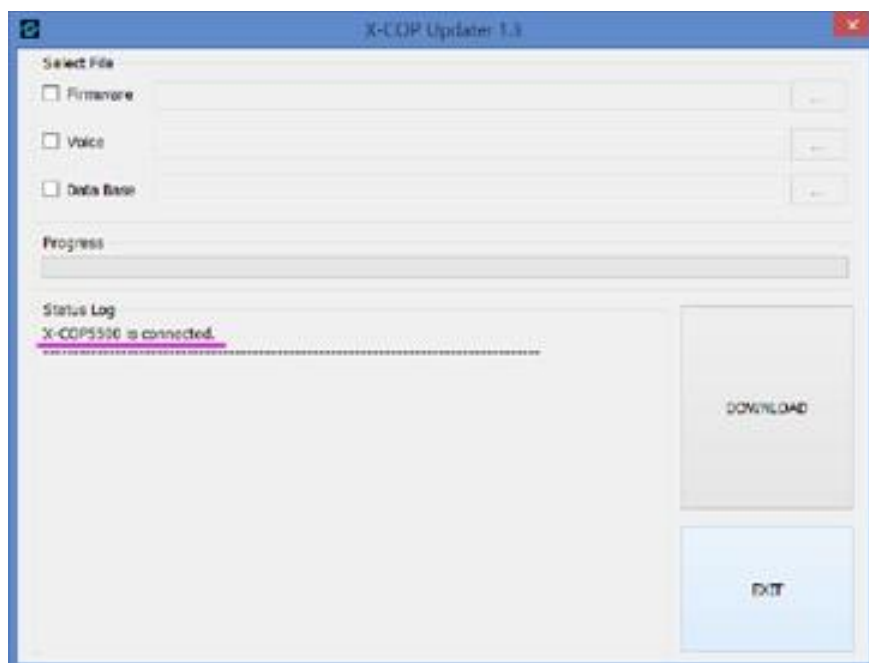 X-COP Updater 1.3
Select File
Firmware
...
Voice
...
Data Base
...
Progress
Status Log
X-COP5500 is connected.
DOWNLOAD
EXIT